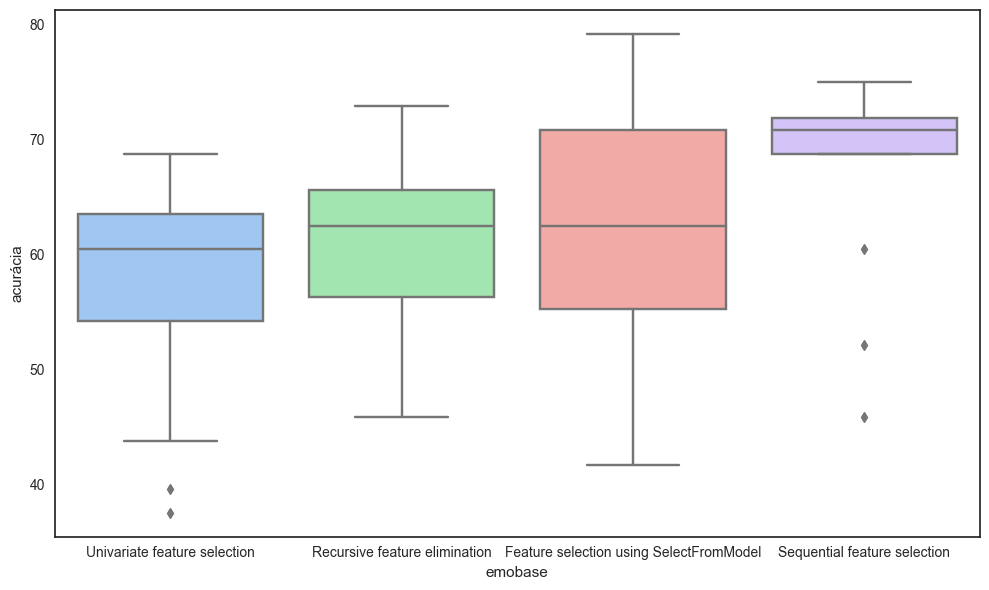 80
70
60
50
40
acurácia
Univariate feature selection
Recursive feature elimination
Feature selection using SelectFromModel
Sequential feature selection
emobase